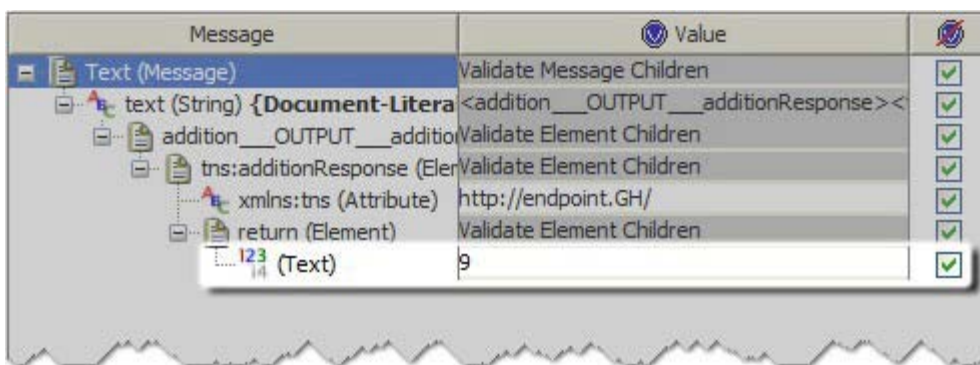 Message Value
Text (Message) Validate Message Children
text (String) {Document-Litera <addition___OUTPUT___additionResponse><
addition___OUTPUT___additio Validate Element Children
tns:additionResponse (Eler Validate Element Children
xmlns:tns (Attribute) http://endpoint.GH/
return (Element) Validate Element Children
(Text) 9